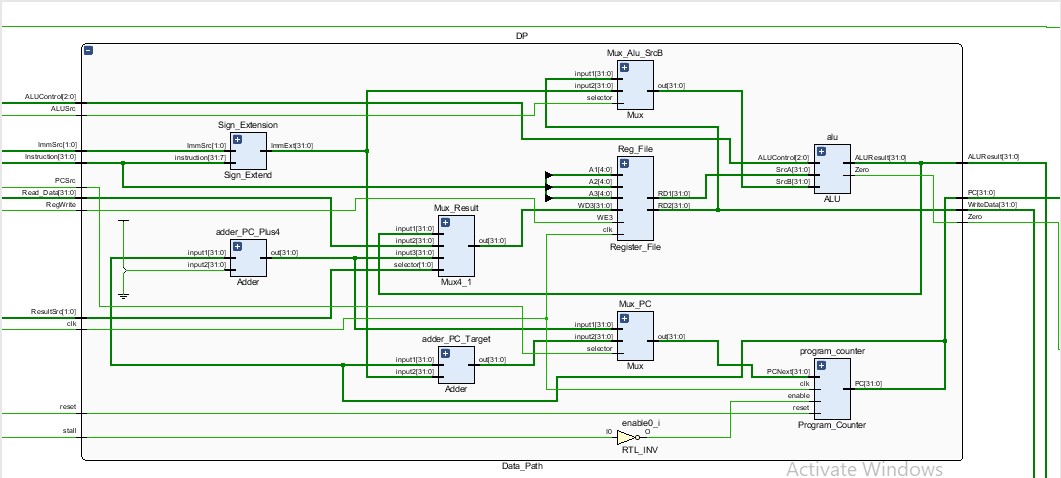 DP
Mux_Alu_SrcB
input1[31:0]
input2[31:0]
selector
out[31:0]
Mux
ALUControl[2:0]
ALUSrc
ImmSrc[1:0]
Instruction[31:0]
PCSrc
Read_Data[31:0]
RegWrite
Sign_Extension
ImmSrc[1:0]
instruction[31:7]
ImmExt[31:0]
Sign_Extend
Reg_File
A1[4:0]
A2[4:0]
A3[4:0]
WD3[31:0]
WE3
clk
RD1[31:0]
RD2[31:0]
Register_File
alu
ALUControl[2:0]
SrcA[31:0]
SrcB[31:0]
ALUResult[31:0]
Zero
ALU
ALUResult[31:0]
PC[31:0]
WriteData[31:0]
Zero
Mux_Result
input1[31:0]
input2[31:0]
input3[31:0]
selector[1:0]
out[31:0]
Mux4_1
adder_PC_Plus4
input1[31:0]
input2[31:0]
out[31:0]
Adder
ResultSrc[1:0]
clk
Mux_PC
input1[31:0]
input2[31:0]
selector
out[31:0]
Mux
adder_PC_Target
input1[31:0]
input2[31:0]
out[31:0]
Adder
program_counter
PCNext[31:0]
clk
enable
reset
PC[31:0]
Program_Counter
reset
stall
enable0_i
I0
O
RTL_INV
Data_Path
Activate Windows